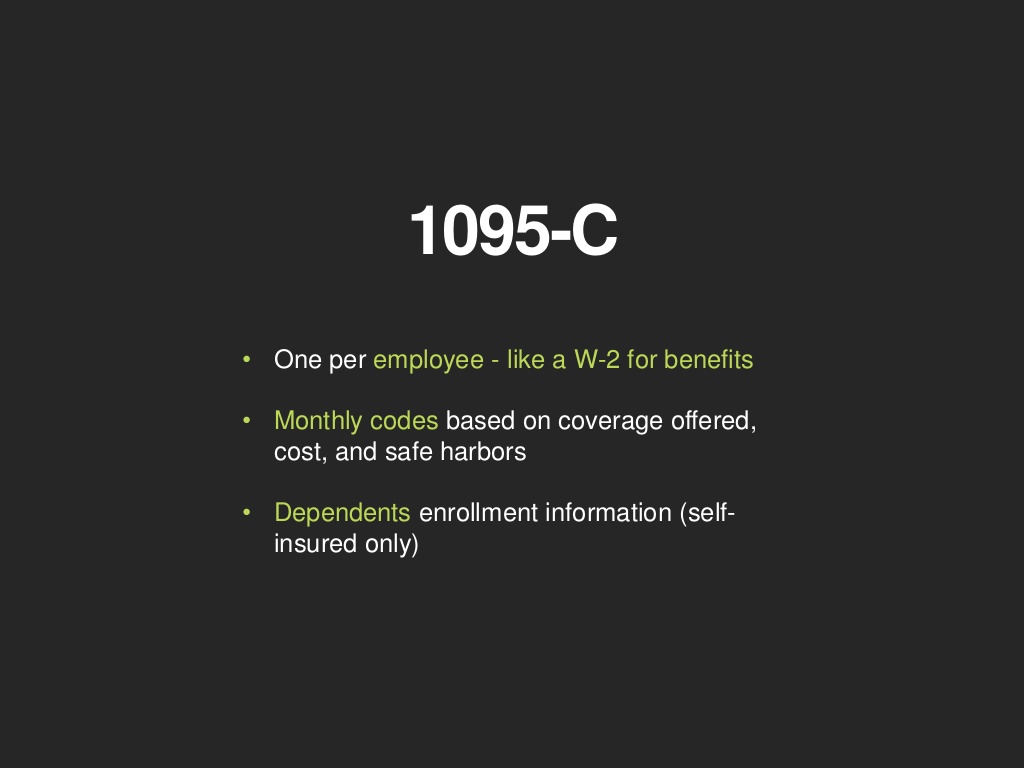 1095-C
• One per employee - like a W-2 for benefits
• Monthly codes based on coverage offered,
cost, and safe harbors
• Dependents enrollment information (self-
insured only)